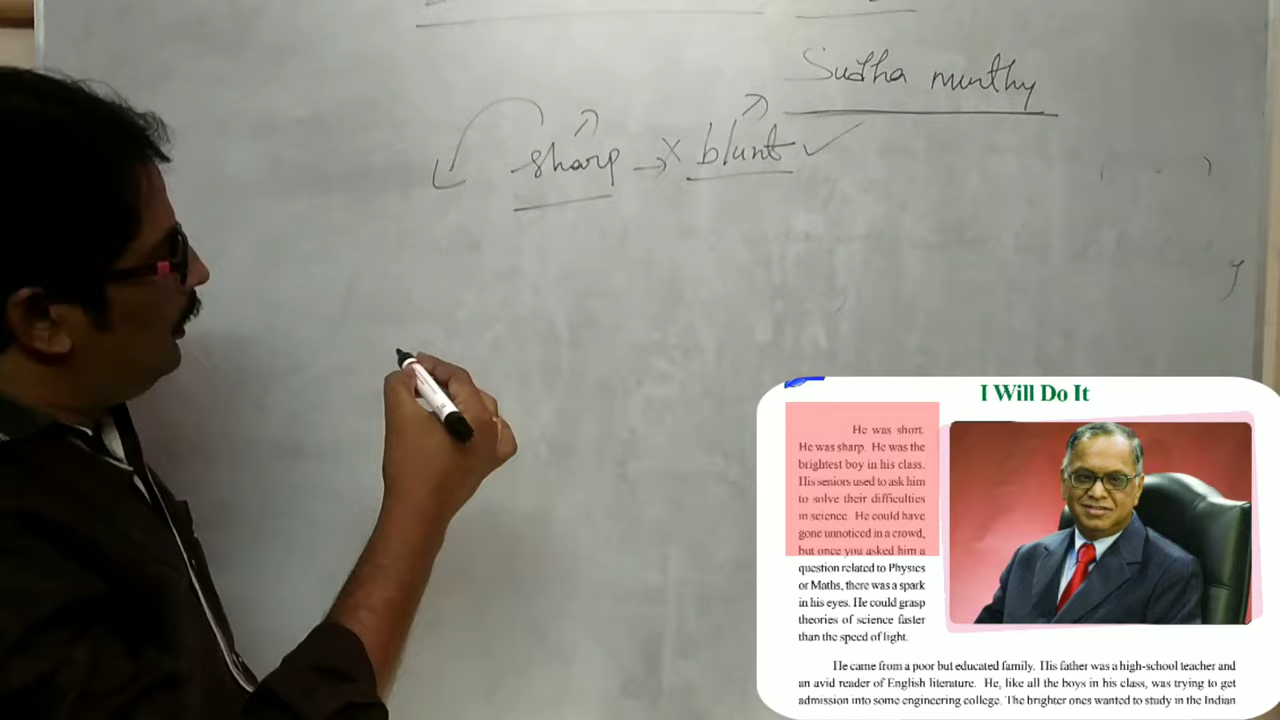 Sudha murthy
sharp → x blunt ✓
I Will Do It
He was short.
He was sharp. He was the
brightest boy in his class.
His seniors used to ask him
to solve their difficulties
in science. He could have
gone unnoticed in a crowd,
but once you asked him a
question related to Physics
or Maths, there was a spark
in his eyes. He could grasp
theories of science faster
than the speed of light.
He came from a poor but educated family. His father was a high-school teacher and
an avid reader of English literature. He, like all the boys in his class, was trying to get
admission into some engineering college. The brighter ones wanted to study in the Indian